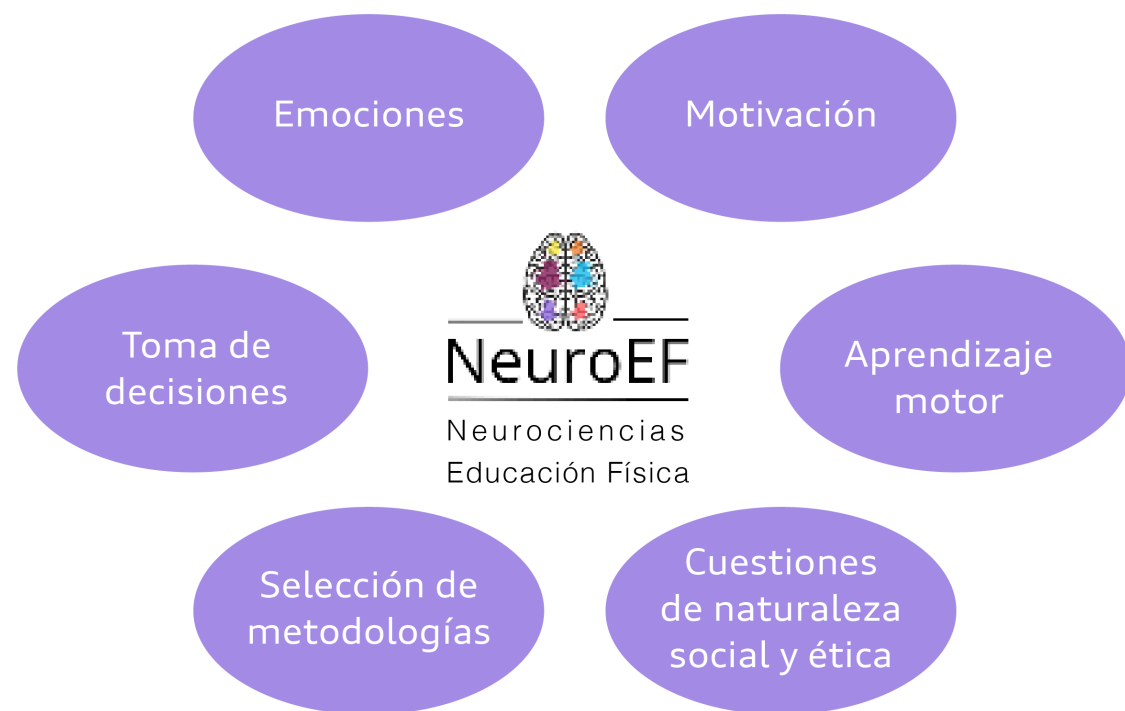 Emociones
Motivación
Toma de
decisiones
NeuroEF
Neurociencias
Educación Física
Aprendizaje
motor
Selección de
metodologías
Cuestiones
de naturaleza
social y ética